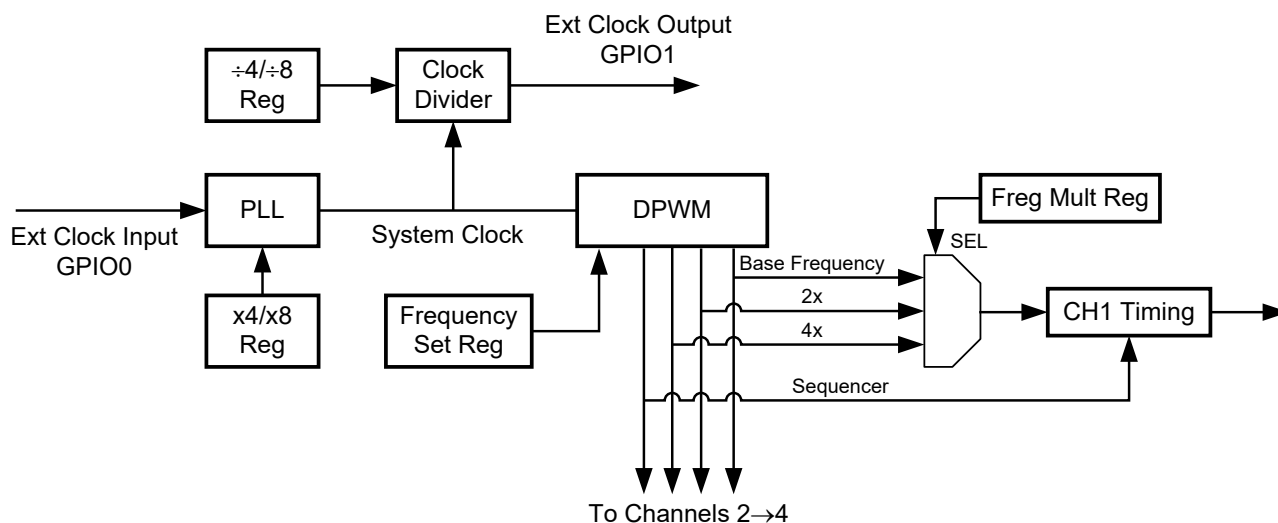 Ext Clock Output
GPIO1
÷4/÷8
Reg
Clock
Divider
PLL
DPWM
Freg Mult Reg
Ext Clock Input
GPIO0
System Clock
SEL
Base Frequency
x4/x8
Reg
Frequency
Set Reg
2x
CH1 Timing
4x
Sequencer
To Channels 2→4